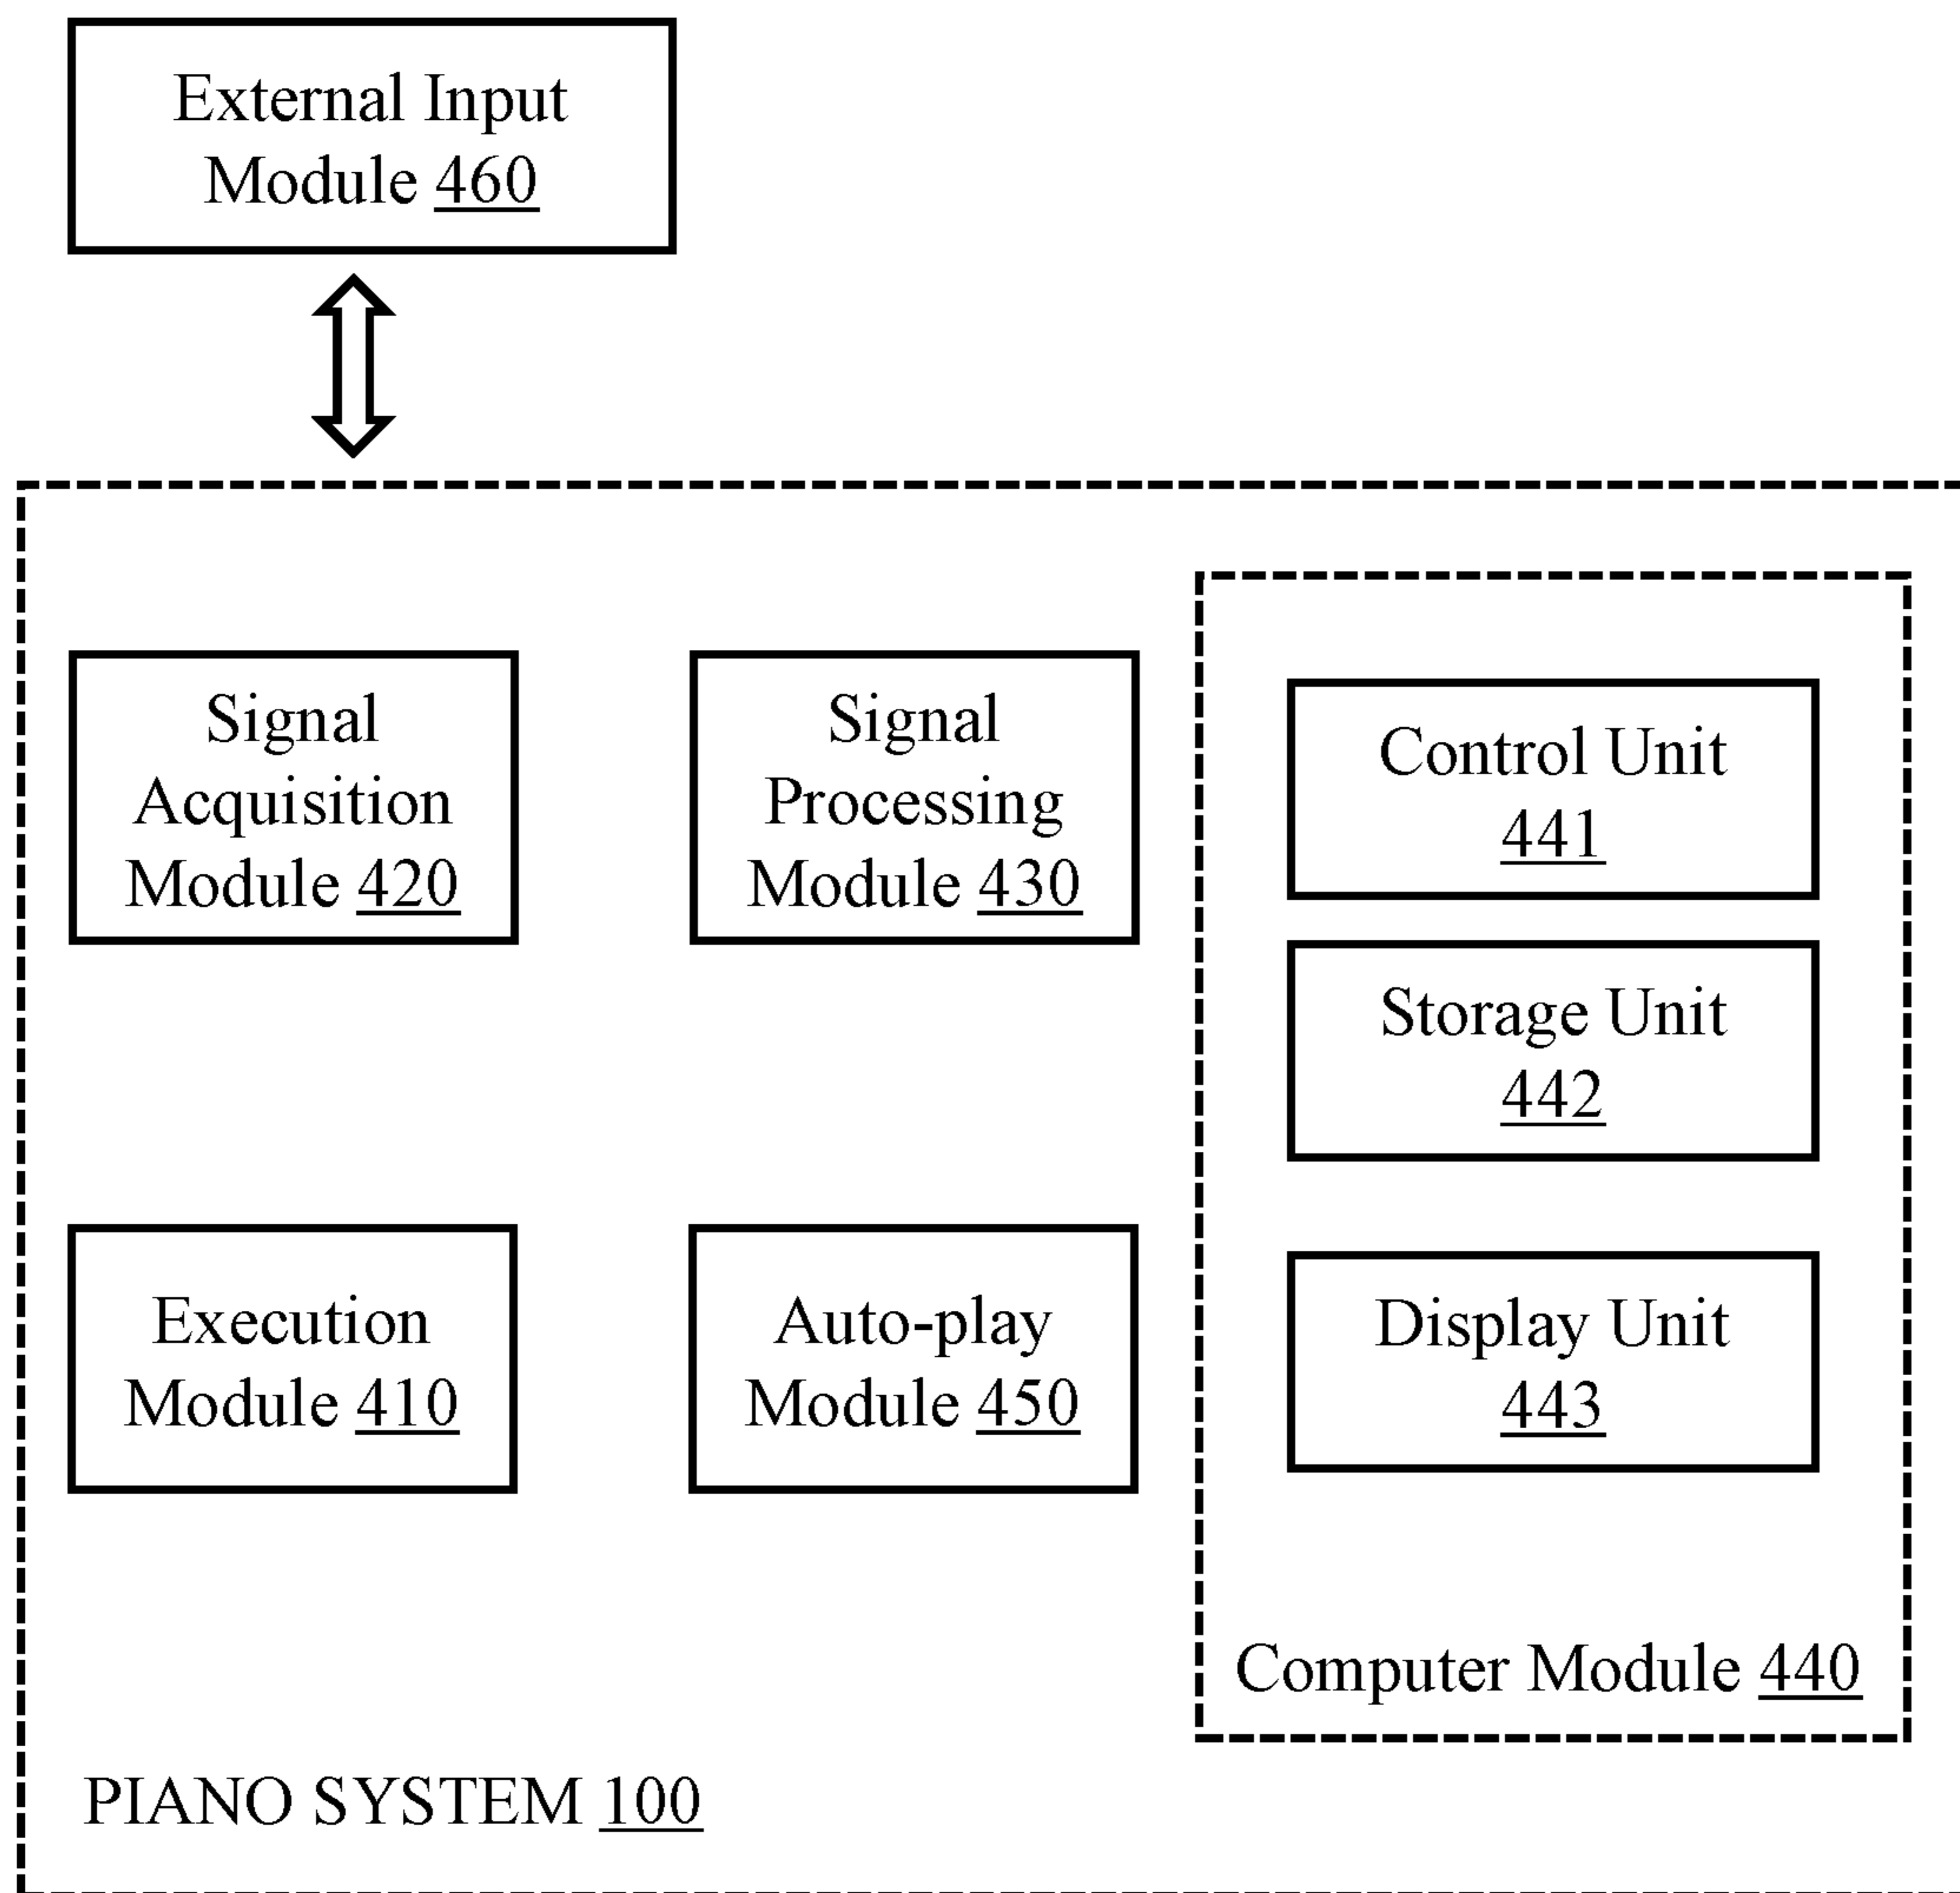 External Input
Module 460
Signal
Acquisition
Module 420
Signal
Processing
Module 430
Control Unit
441
Storage Unit
442
Execution
Module 410
Auto-play
Module 450
Display Unit
443
Computer Module 440
PIANO SYSTEM 100